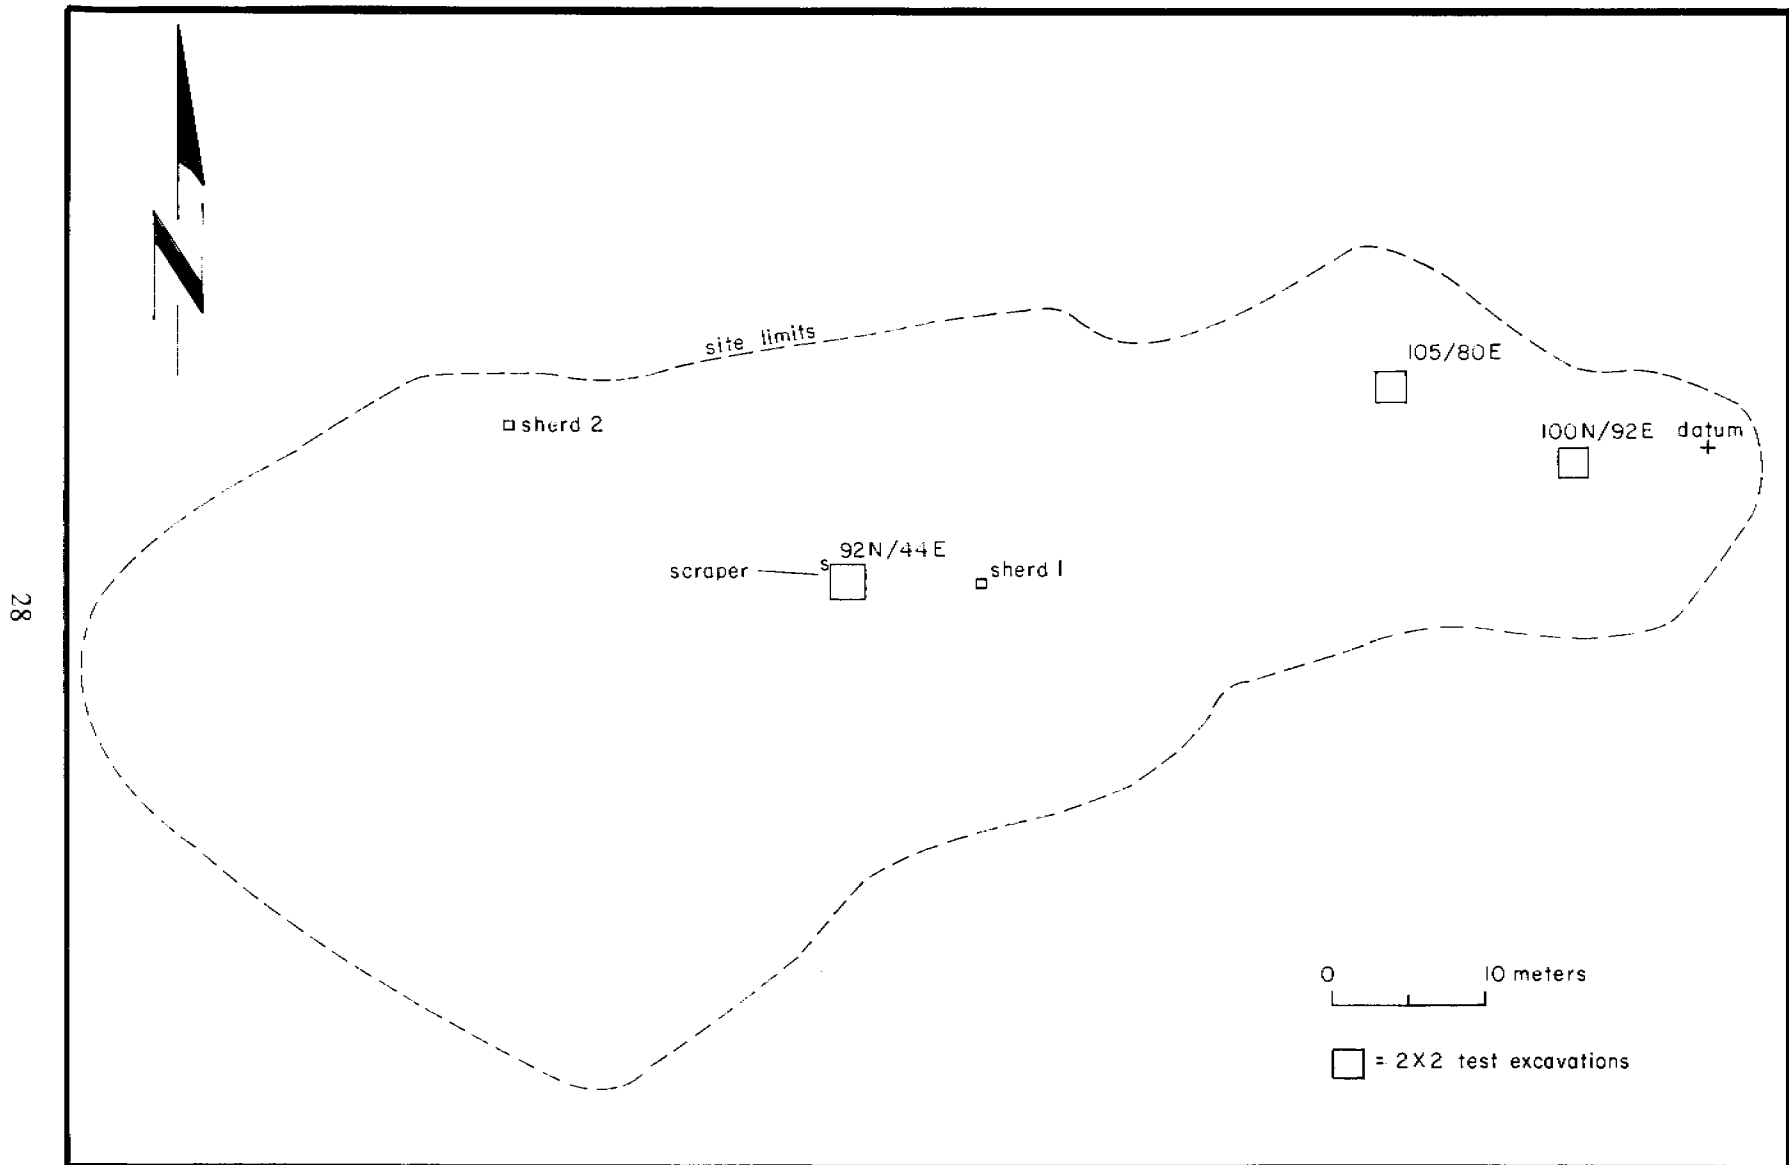 N
site limits
105/80E
sherd 2
100N/92E datum
92N/44E
s
scraper
sherd 1
28
0 10 meters
= 2X2 test excavations